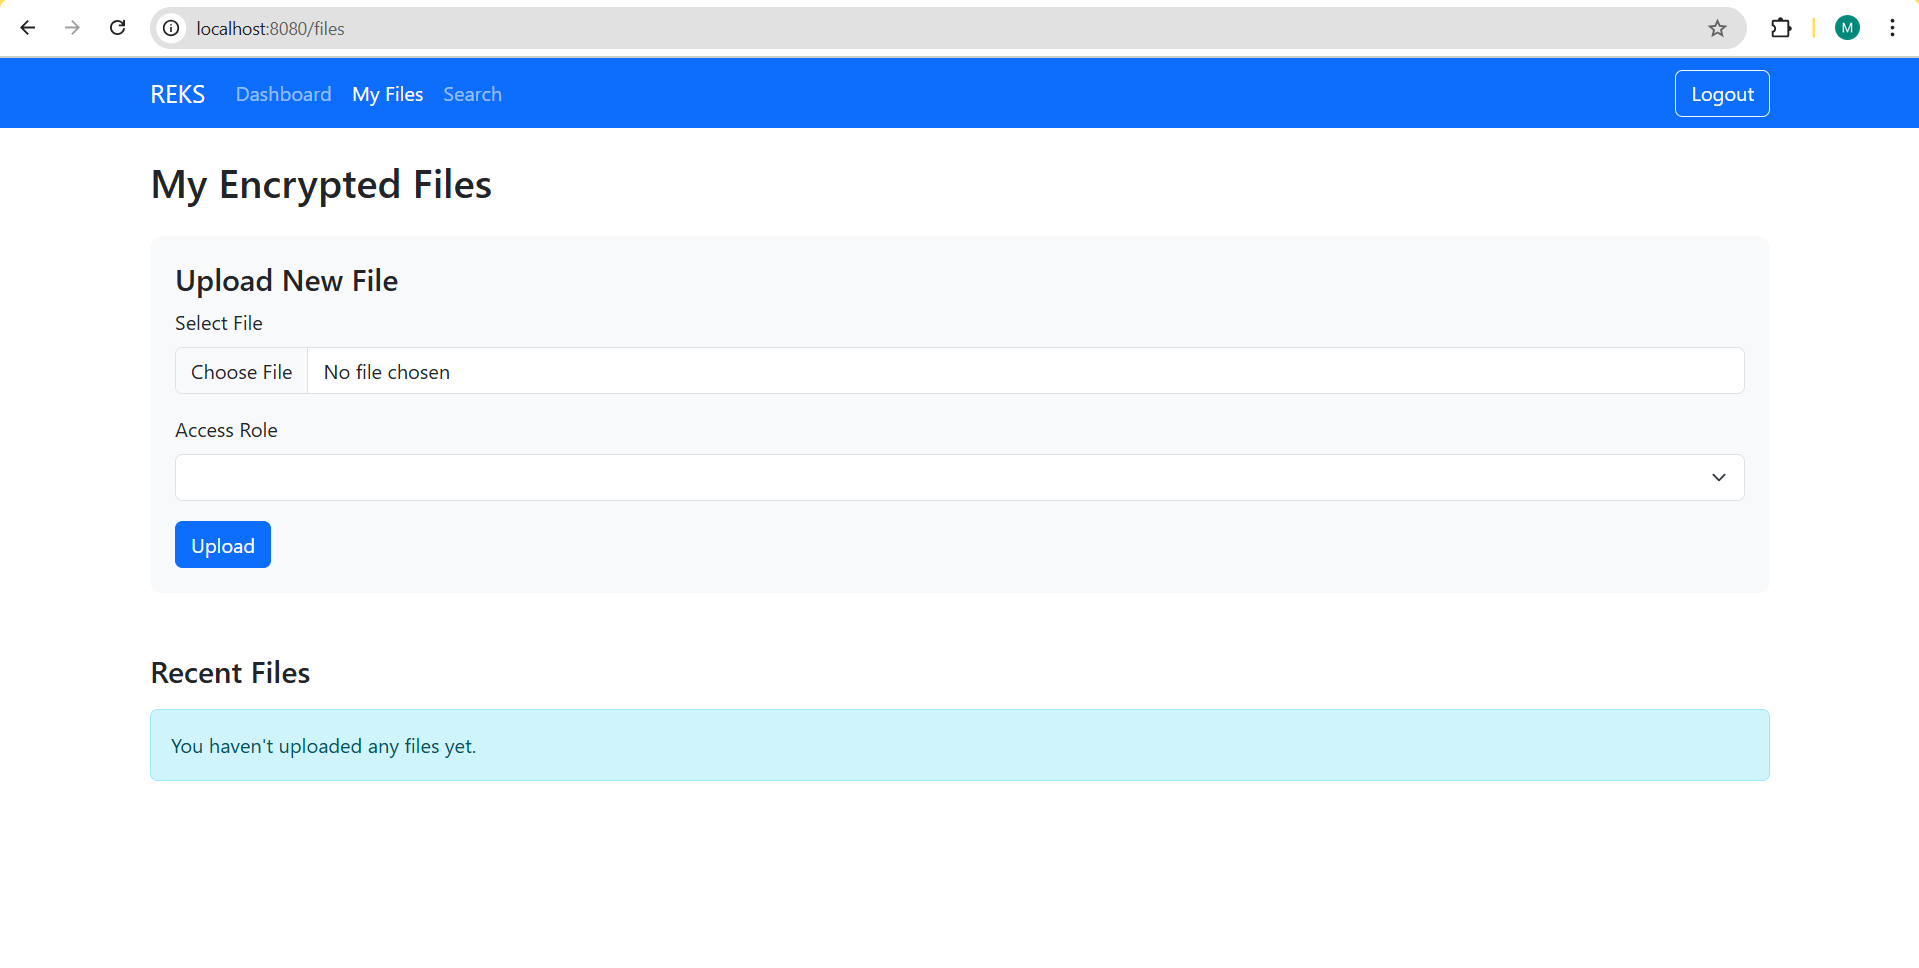 localhost:8080/files
M
REKS Dashboard My Files Search Logout
My Encrypted Files
Upload New File
Select File
Choose File No file chosen
Access Role
Upload
Recent Files
You haven't uploaded any files yet.